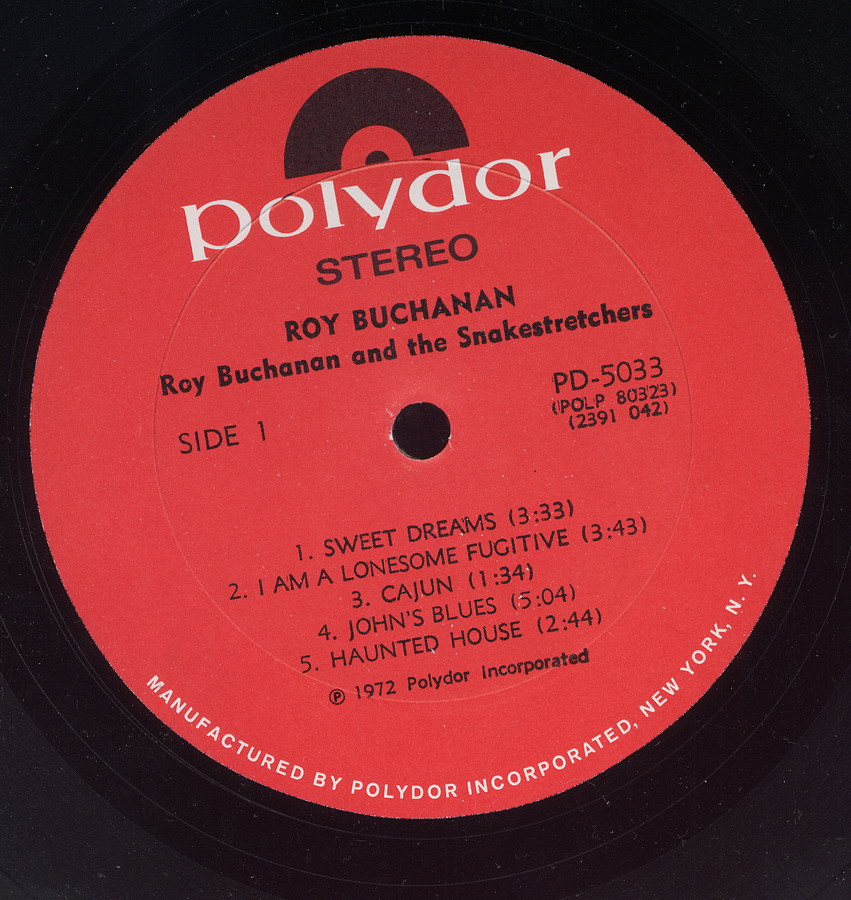 polydor
STEREO
ROY BUCHANAN
Roy Buchanan and the Snakestretchers
SIDE 1
PD-5033
(POLP 80323)
(2391 042)
1. SWEET DREAMS (3:33)
2. I AM A LONESOME FUGITIVE (3:43)
3. CAJUN (1:34)
4. JOHN'S BLUES (5:04)
5. HAUNTED HOUSE (2:44)
℗ 1972 Polydor Incorporated
MANUFACTURED BY POLYDOR INCORPORATED, NEW YORK, N.Y.